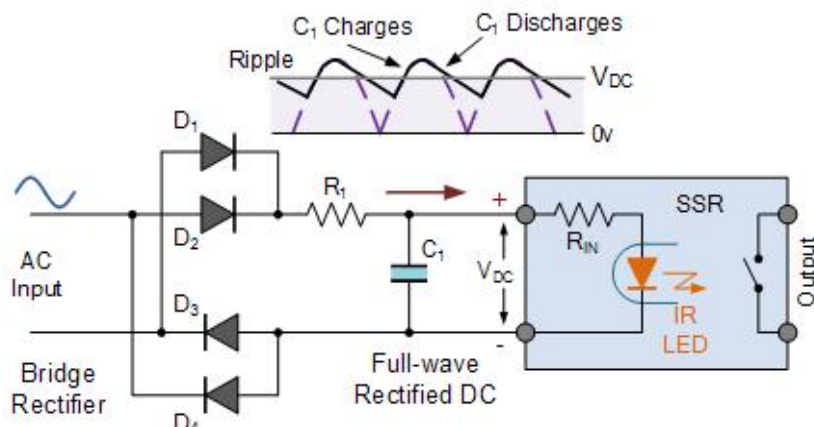 C1 Charges
C1 Discharges
Ripple
VDC
0v
D1
D2
R1
+
SSR
RIN
C1
VDC
AC
Input
D3
IR
LED
Output
-
Bridge
Rectifier
Full-wave
Rectified DC
D4